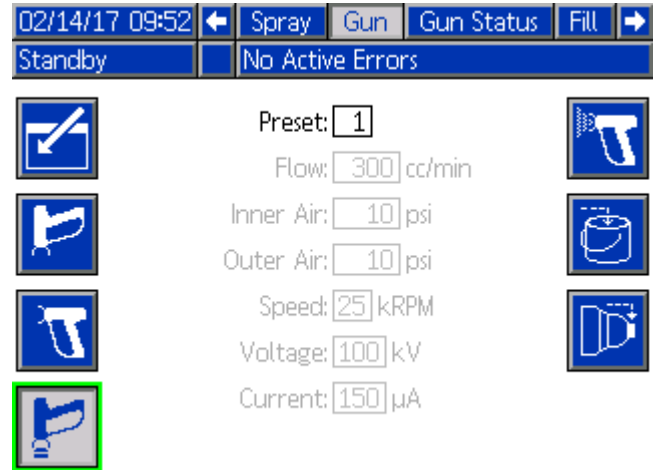 02/14/17 09:52 Spray Gun Gun Status Fill
Standby No Active Errors
Preset: 1
Flow: 300 cc/min
Inner Air: 10 psi
Outer Air: 10 psi
Speed: 25 kRPM
Voltage: 100 kV
Current: 150 µA